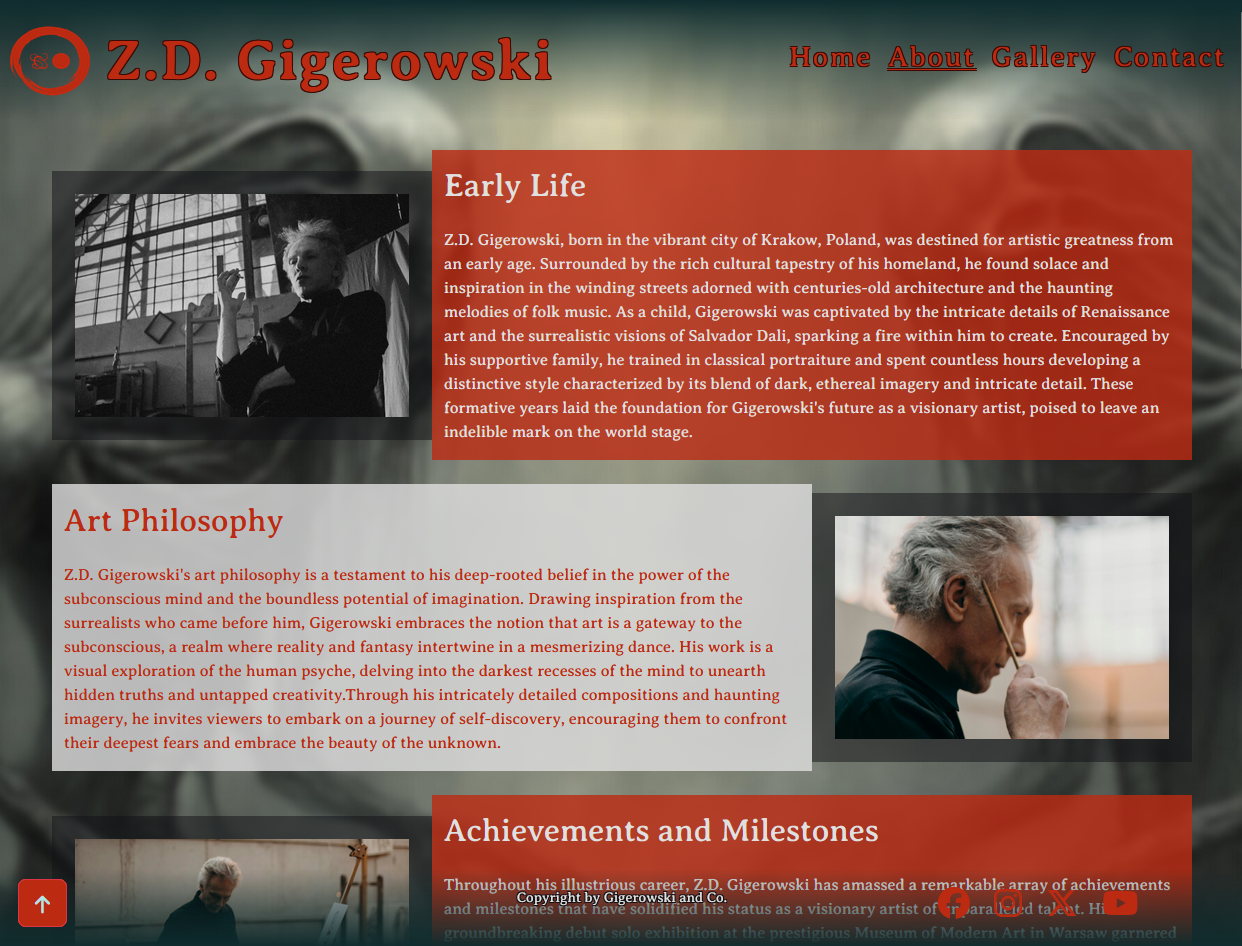 Z.D. Gigerowski
Home About Gallery Contact
Early Life
Z.D. Gigerowski, born in the vibrant city of Krakow, Poland, was destined for artistic greatness from
an early age. Surrounded by the rich cultural tapestry of his homeland, he found solace and
inspiration in the winding streets adorned with centuries-old architecture and the haunting
melodies of folk music. As a child, Gigerowski was captivated by the intricate details of Renaissance
art and the surrealistic visions of Salvador Dali, sparking a fire within him to create. Encouraged by
his supportive family, he trained in classical portraiture and spent countless hours developing a
distinctive style characterized by its blend of dark, ethereal imagery and intricate detail. These
formative years laid the foundation for Gigerowski's future as a visionary artist, poised to leave an
indelible mark on the world stage.
Art Philosophy
Z.D. Gigerowski's art philosophy is a testament to his deep-rooted belief in the power of the
subconscious mind and the boundless potential of imagination. Drawing inspiration from the
surrealists who came before him, Gigerowski embraces the notion that art is a gateway to the
subconscious, a realm where reality and fantasy intertwine in a mesmerizing dance. His work is a
visual exploration of the human psyche, delving into the darkest recesses of the mind to unearth
hidden truths and untapped creativity.Through his intricately detailed compositions and haunting
imagery, he invites viewers to embark on a journey of self-discovery, encouraging them to confront
their deepest fears and embrace the beauty of the unknown.
Achievements and Milestones
Throughout his illustrious career, Z.D. Gigerowski has amassed a remarkable array of achievements
Copyright by Gigerowski and Co.
and milestones that have solidified his status as a visionary artist of unparalleled talent. His
groundbreaking debut solo exhibition at the prestigious Museum of Modern Art in Warsaw garnered